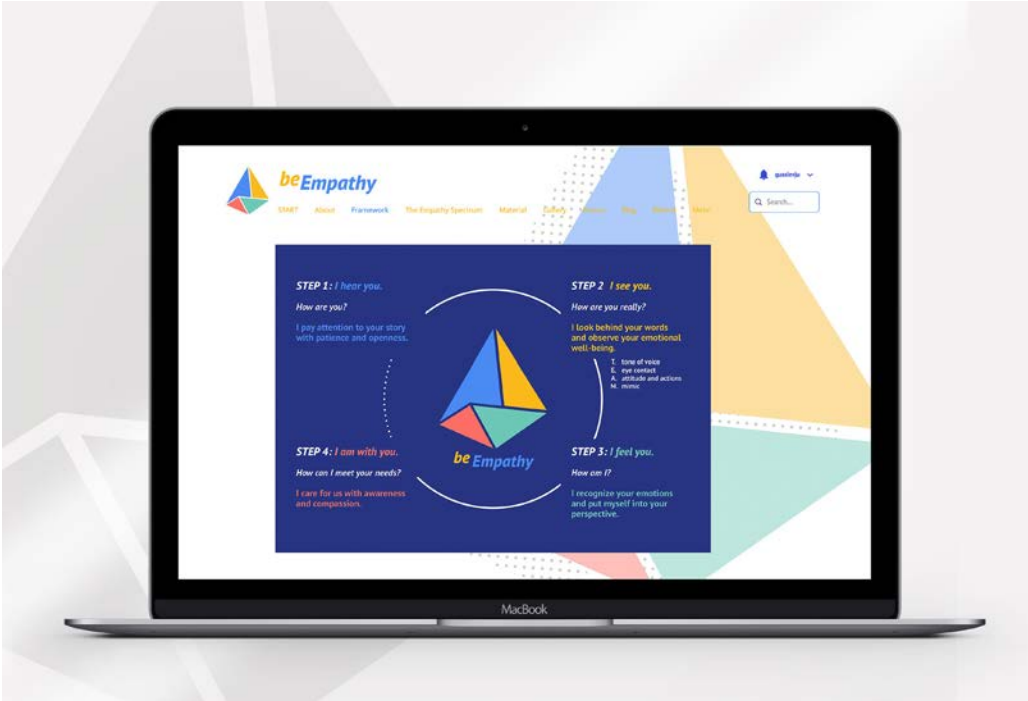 beEmpathy
START About Framework The Empathy Spectrum Material Gallery Blog
Search...
STEP 1: I hear you.
How are you?
I pay attention to your story
with patience and openness.
STEP 2 I see you.
How are you really?
I look behind your words
and observe your emotional
well-being.
T. tone of voice
E. eye contact
A. attitude and actions
M. mimic
STEP 4: I am with you.
How can I meet your needs?
I care for us with awareness
and compassion.
be Empathy
STEP 3: I feel you.
How am I?
I recognize your emotions
and put myself into your
perspective.
MacBook